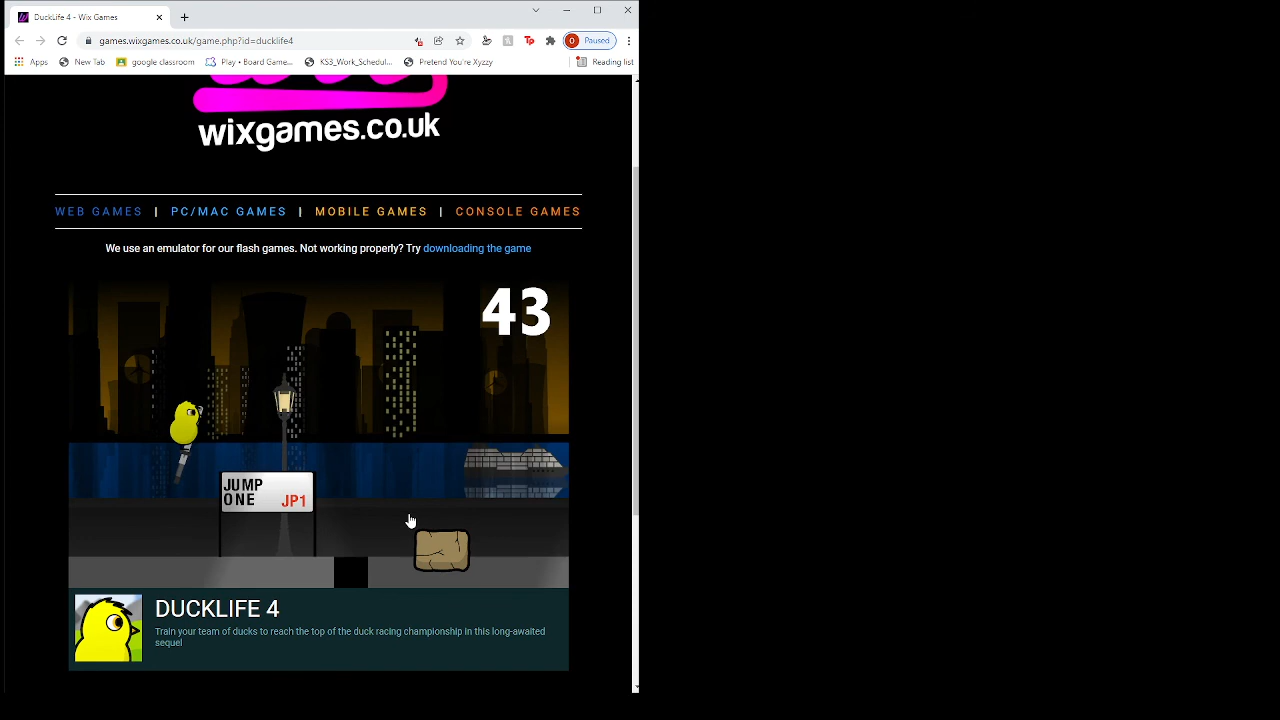 DuckLife 4 - Wix Games
games.wixgames.co.uk/game.php?id=ducklife4
Tp
O Paused
Apps New Tab google classroom Play • Board Game... KS3_Work_Schedul... Pretend You're Xyzzy Reading list
wixgames.co.uk
WEB GAMES | PC/MAC GAMES | MOBILE GAMES | CONSOLE GAMES
We use an emulator for our flash games. Not working properly? Try downloading the game
43
JUMP
ONE JP1
DUCKLIFE 4
Train your team of ducks to reach the top of the duck racing championship in this long-awaited
sequel